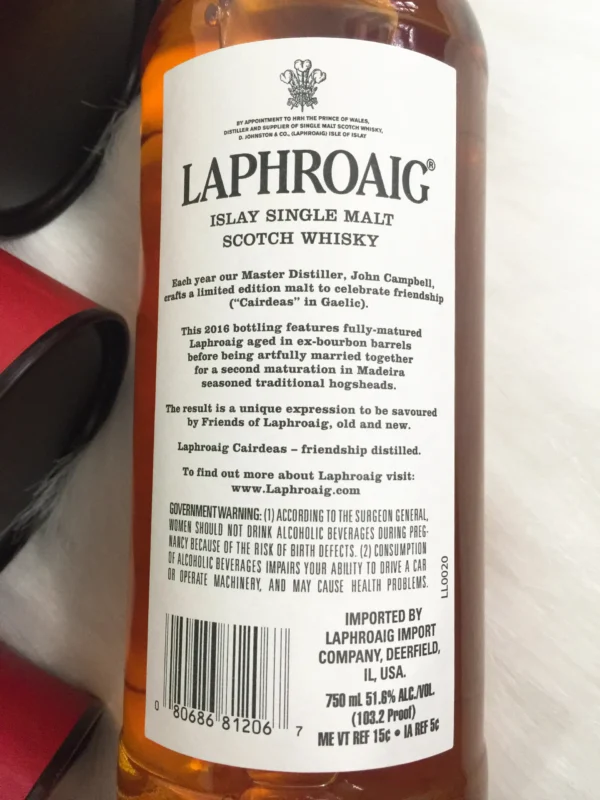 BY APPOINTMENT TO HRH THE PRINCE OF WALES,
DISTILLER AND SUPPLIER OF SINGLE MALT SCOTCH WHISKY,
D. JOHNSTON & CO., (LAPHROAIG) ISLE OF ISLAY
LAPHROAIG®
ISLAY SINGLE MALT
SCOTCH WHISKY
Each year our Master Distiller, John Campbell,
crafts a limited edition malt to celebrate friendship
("Cairdeas" in Gaelic).
This 2016 bottling features fully-matured
Laphroaig aged in ex-bourbon barrels
before being artfully married together
for a second maturation in Madeira
seasoned traditional hogsheads.
The result is a unique expression to be savoured
by Friends of Laphroaig, old and new.
Laphroaig Cairdeas – friendship distilled.
To find out more about Laphroaig visit:
www.Laphroaig.com
GOVERNMENT WARNING: (1) ACCORDING TO THE SURGEON GENERAL,
WOMEN SHOULD NOT DRINK ALCOHOLIC BEVERAGES DURING PREG-
NANCY BECAUSE OF THE RISK OF BIRTH DEFECTS. (2) CONSUMPTION
OF ALCOHOLIC BEVERAGES IMPAIRS YOUR ABILITY TO DRIVE A CAR
OR OPERATE MACHINERY, AND MAY CAUSE HEALTH PROBLEMS.
LL0020
IMPORTED BY
LAPHROAIG IMPORT
COMPANY, DEERFIELD,
IL, USA.
750 mL 51.6% ALC./VOL.
(103.2 Proof)
ME VT REF 15¢ • IA REF 5¢
0 80686 81206 7